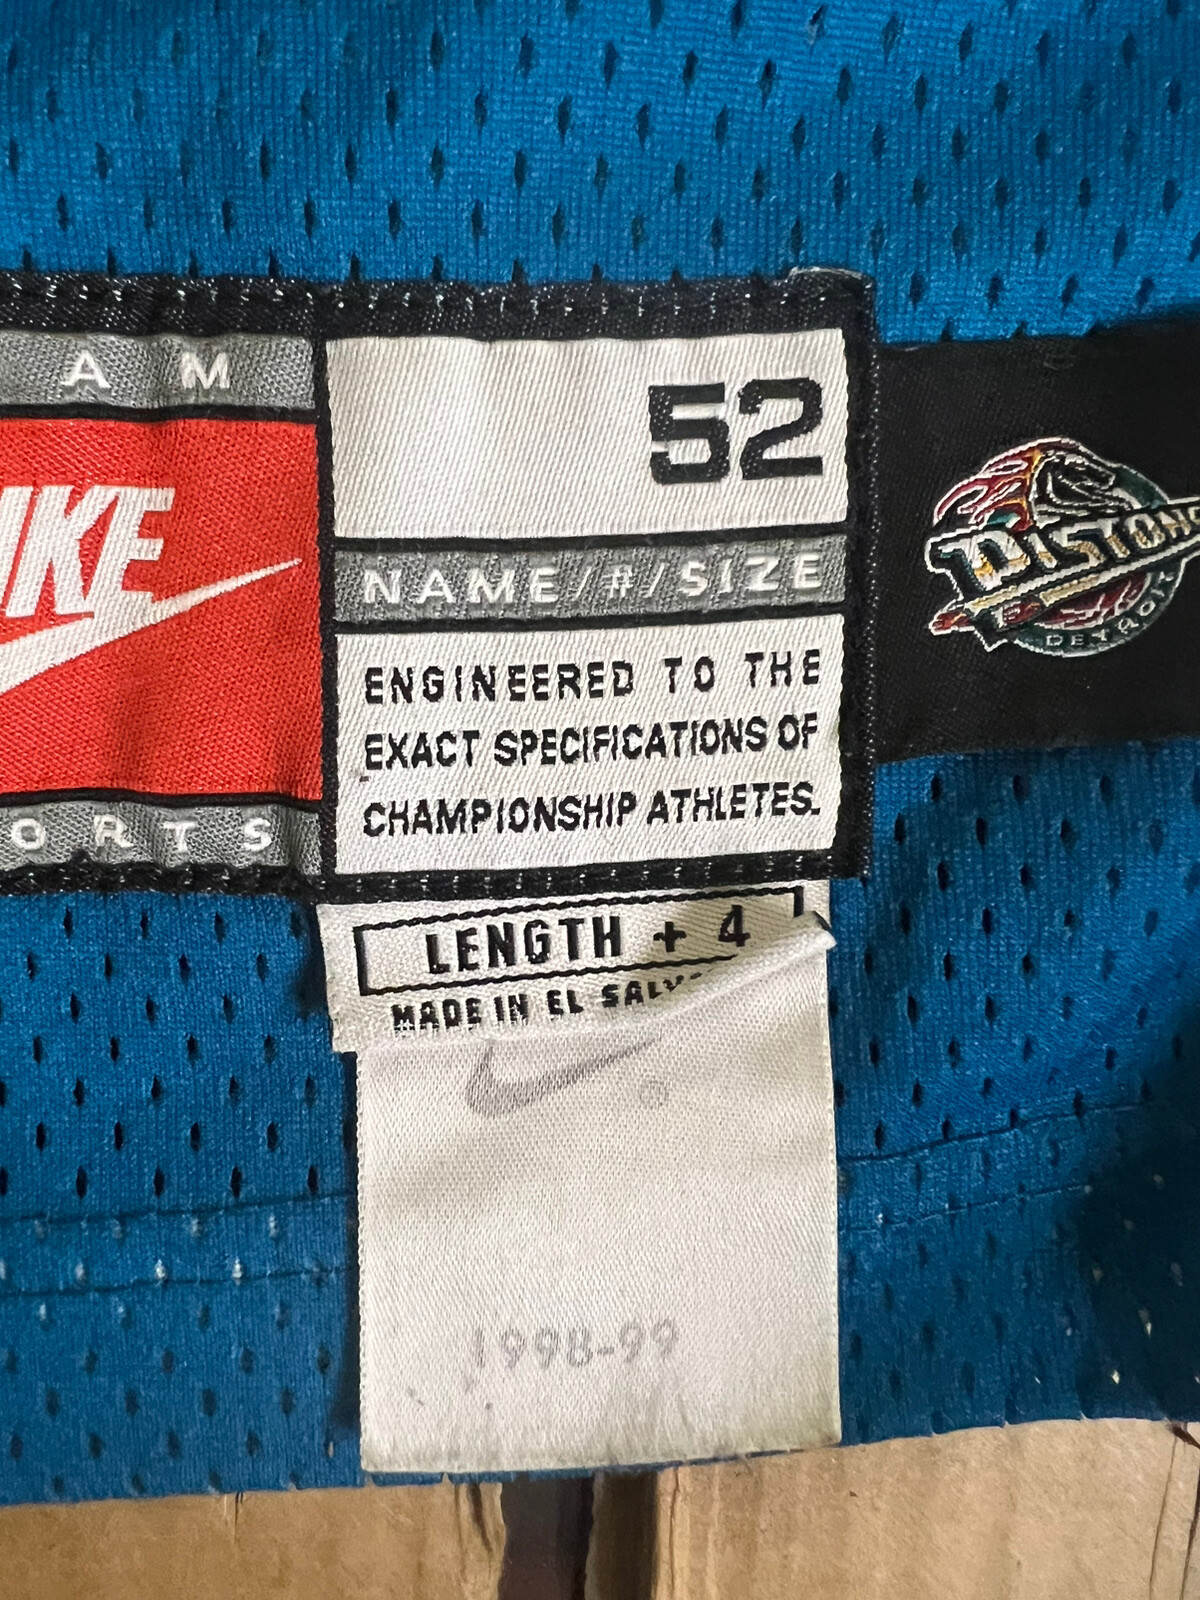 A M
IKE
ORTS
52
NAME/#/SIZE
ENGINEERED TO THE
EXACT SPECIFICATIONS OF
CHAMPIONSHIP ATHLETES.
PISTONS
DETROIT
LENGTH + 4
MADE IN EL
1998-99